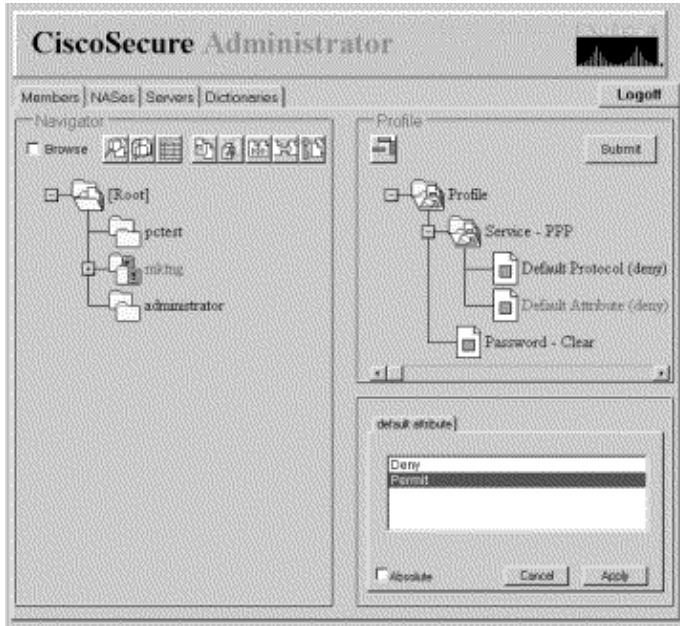 CiscoSecure Administrator
Members NASes Servers Dictionaries
Logoff
Navigator
Browse
[Root]
pctest
mktng
administrator
Profile
Submit
Profile
Service - PPP
Default Protocol (deny)
Default Attribute (deny)
Password - Clear
default attribute
Deny
Permit
Absolute
Cancel
Apply